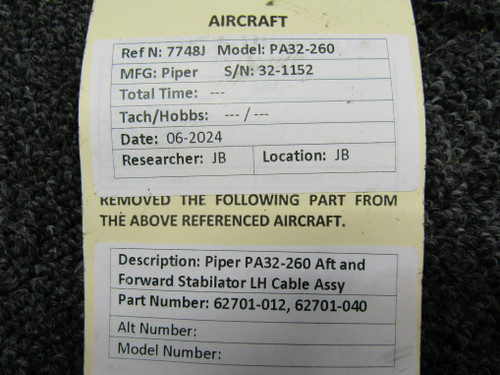 AIRCRAFT
Ref N: 7748J Model: PA32-260
MFG: Piper S/N: 32-1152
Total Time: ---
Tach/Hobbs: --- / ---
Date: 06-2024
Researcher: JB Location: JB
REMOVED THE FOLLOWING PART FROM
THE ABOVE REFERENCED AIRCRAFT.
Description: Piper PA32-260 Aft and
Forward Stabilator LH Cable Assy
Part Number: 62701-012, 62701-040
Alt Number:
Model Number: